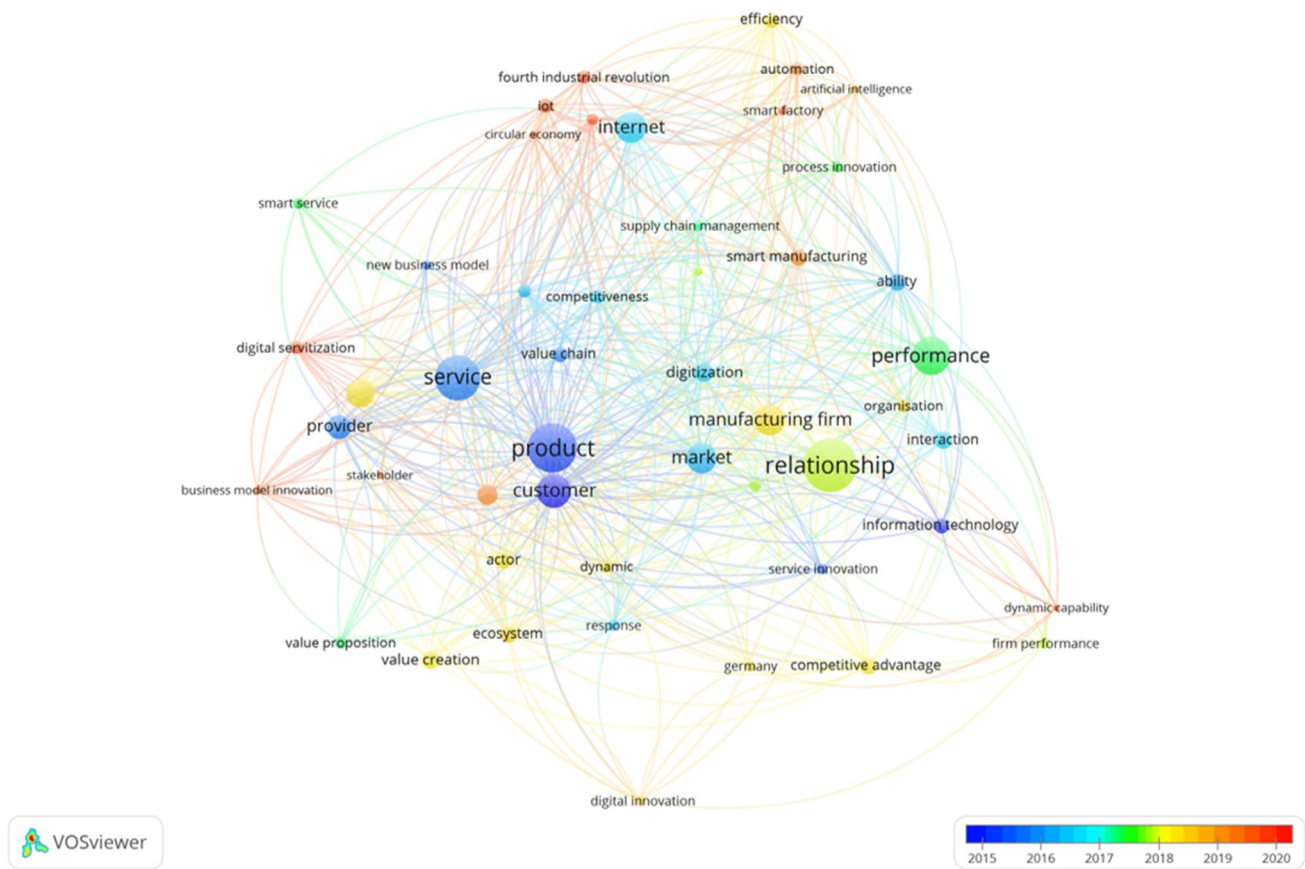 efficiency
fourth industrial revolution
automation
artificial intelligence
iot
smart factory
circular economy
internet
process innovation
smart service
supply chain management
smart manufacturing
new business model
ability
competitiveness
digital servitization
value chain
performance
service
digitization
organisation
manufacturing firm
provider
interaction
product
market
relationship
stakeholder
business model innovation
customer
information technology
actor
dynamic
service innovation
dynamic capability
response
ecosystem
value proposition
firm performance
value creation
germany
competitive advantage
digital innovation
VOSviewer
2015 2016 2017 2018 2019 2020